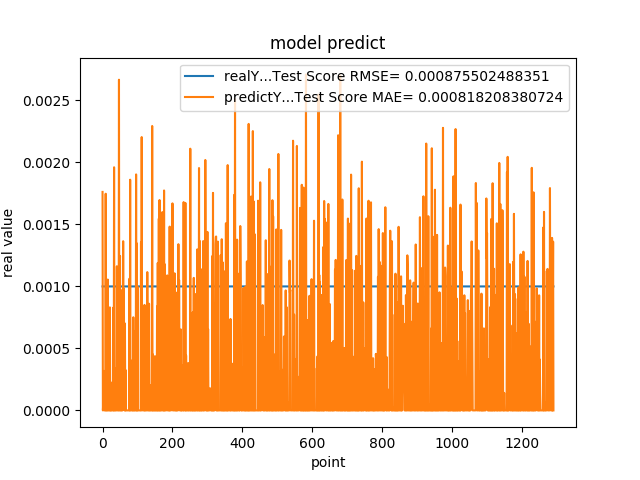 model predict
realY...Test Score RMSE= 0.000875502488351
predictY...Test Score MAE= 0.000818208380724
real value
0.0025
0.0020
0.0015
0.0010
0.0005
0.0000
0 200 400 600 800 1000 1200
point